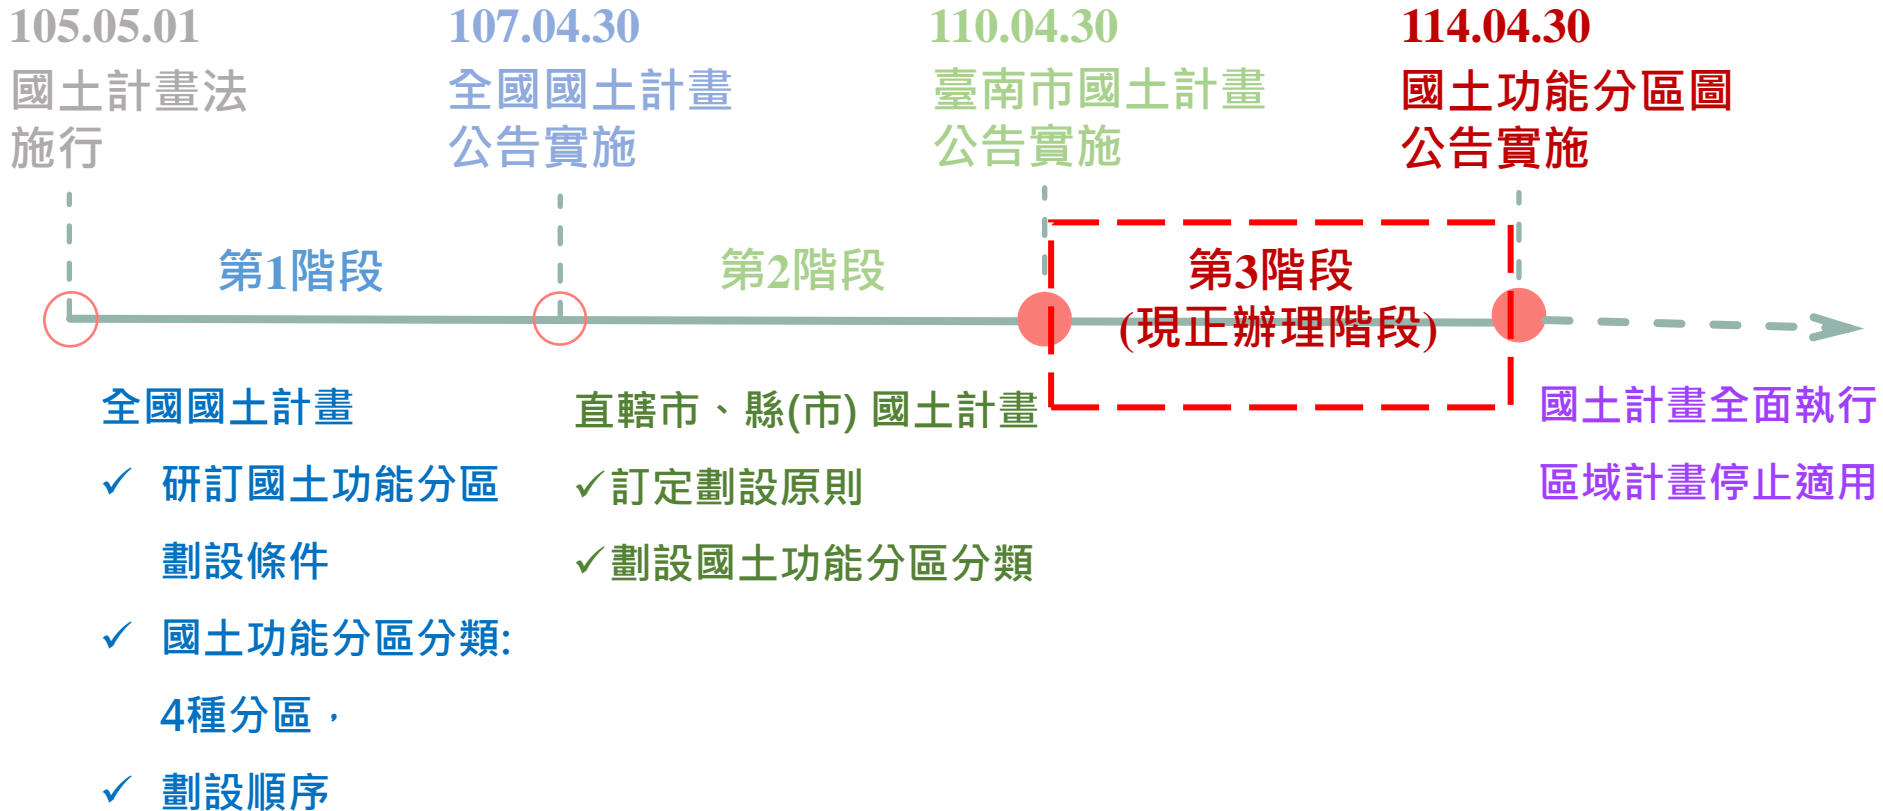 105.05.01
國土計畫法
施行
107.04.30
全國國土計畫
公告實施
110.04.30
臺南市國土計畫
公告實施
114.04.30
國土功能分區圖
公告實施
第1階段
第2階段
第3階段
(現正辦理階段)
全國國土計畫
✓ 研訂國土功能分區
劃設條件
✓ 國土功能分區分類:
4種分區，
✓ 劃設順序
直轄市、縣(市) 國土計畫
✓訂定劃設原則
✓劃設國土功能分區分類
國土計畫全面執行
區域計畫停止適用